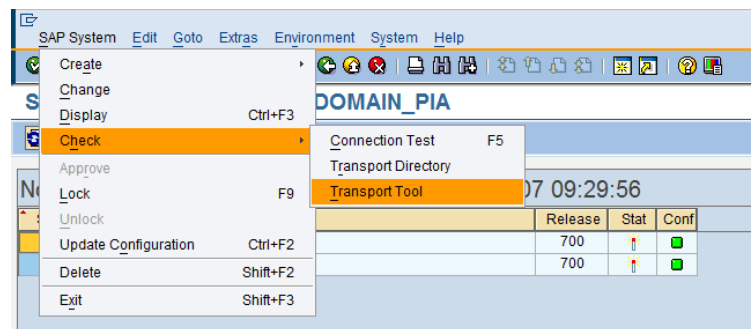 SAP System Edit Goto Extras Environment System Help
Create
Change
DOMAIN_PIA
Display Ctrl+F3
Check
Connection Test F5
Approve
Transport Directory
Lock F9
Transport Tool
07 09:29:56
Unlock
Release Stat Conf
Update Configuration Ctrl+F2
700
Delete Shift+F2
700
Exit Shift+F3